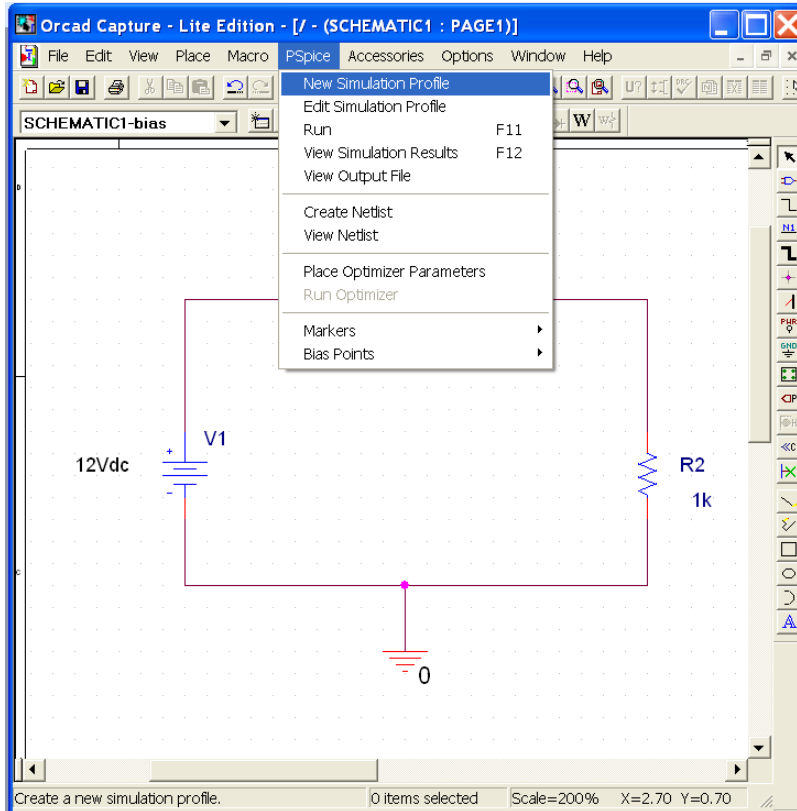 Orcad Capture - Lite Edition - [/ - (SCHEMATIC1 : PAGE1)]
File Edit View Place Macro PSpice Accessories Options Window Help
U?
SCHEMATIC1-bias
W
New Simulation Profile
Edit Simulation Profile
Run F11
View Simulation Results F12
View Output File
Create Netlist
View Netlist
Place Optimizer Parameters
Run Optimizer
Markers
Bias Points
N1
PWR
GND
V1
12Vdc
R2
1k
0
A
Create a new simulation profile. 0 items selected Scale=200% X=2.70 Y=0.70